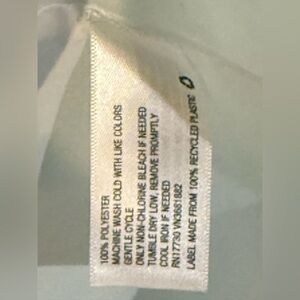 100% POLYESTER
MACHINE WASH COLD WITH LIKE COLORS
GENTLE CYCLE
ONLY NON-CHLORINE BLEACH IF NEEDED
TUMBLE DRY LOW, REMOVE PROMPTLY
COOL IRON IF NEEDED
RN17730 VN3681882
LABEL MADE FROM 100% RECYCLED PLASTIC